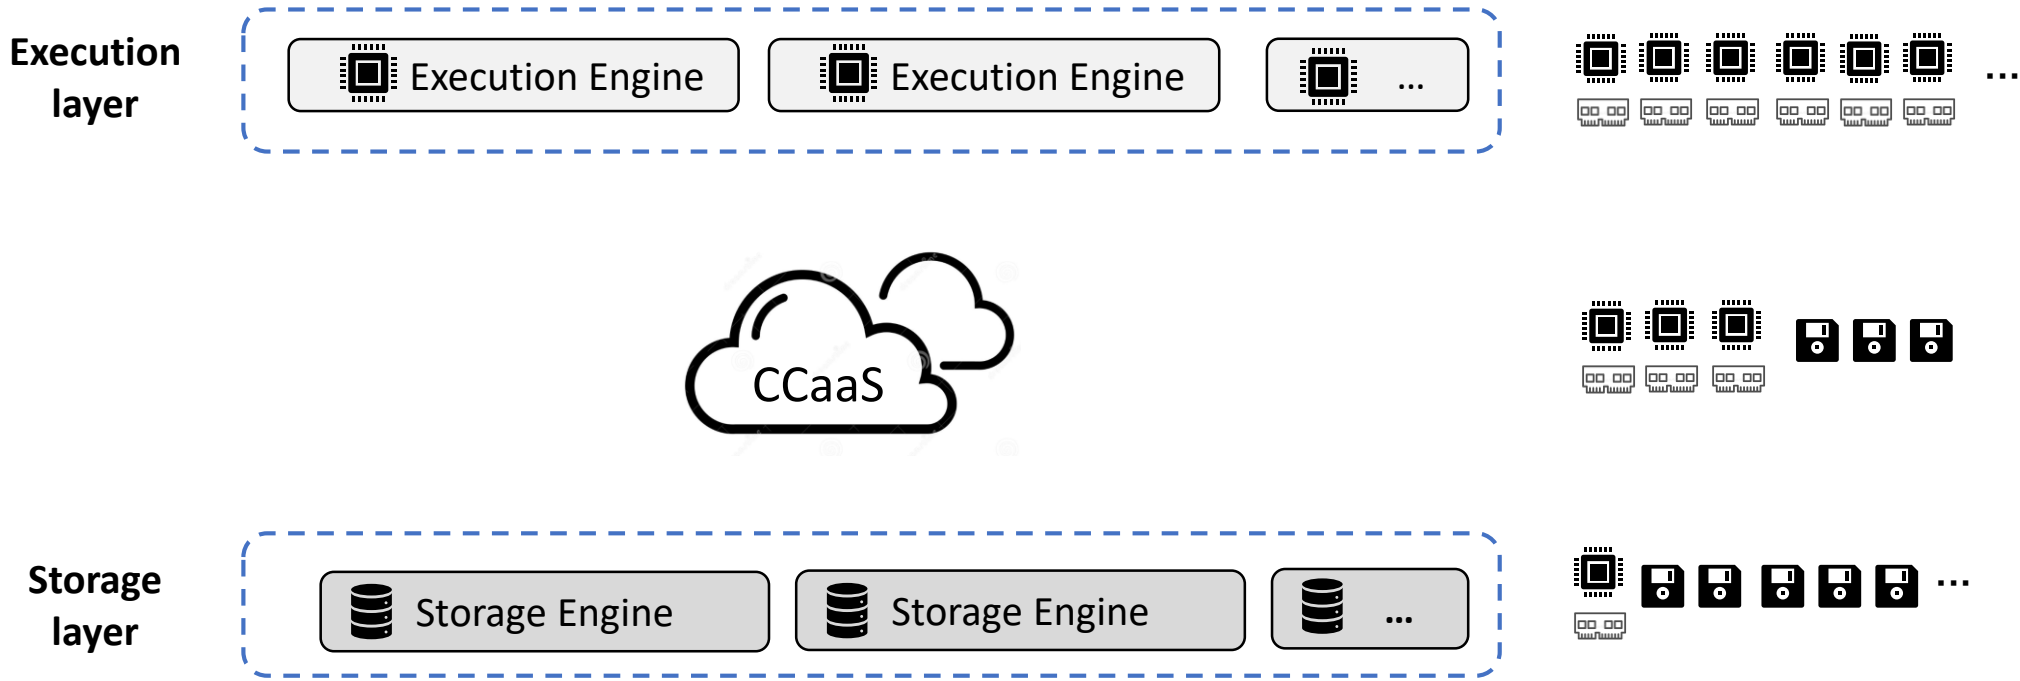 Execution
layer
Execution Engine
Execution Engine
...
...
CCaaS
Storage
layer
Storage Engine
Storage Engine
...
...